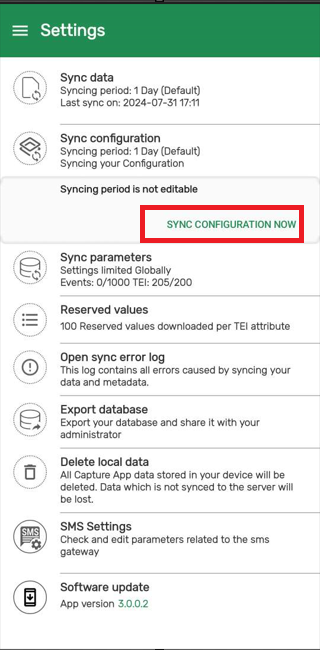 Settings
Sync data
Syncing period: 1 Day (Default)
Last sync on: 2024-07-31 17:11
Sync configuration
Syncing period: 1 Day (Default)
Syncing your Configuration
Syncing period is not editable
SYNC CONFIGURATION NOW
Sync parameters
Settings limited Globally
Events: 0/1000 TEI: 205/200
Reserved values
100 Reserved values downloaded per TEI attribute
Open sync error log
This log contains all errors caused by syncing your
data and metadata.
Export database
Export your database and share it with your
administrator
Delete local data
All Capture App data stored in your device will be
deleted. Data which is not synced to the server will
be lost.
SMS
SMS Settings
Check and edit parameters related to the sms
gateway
Software update
App version 3.0.0.2